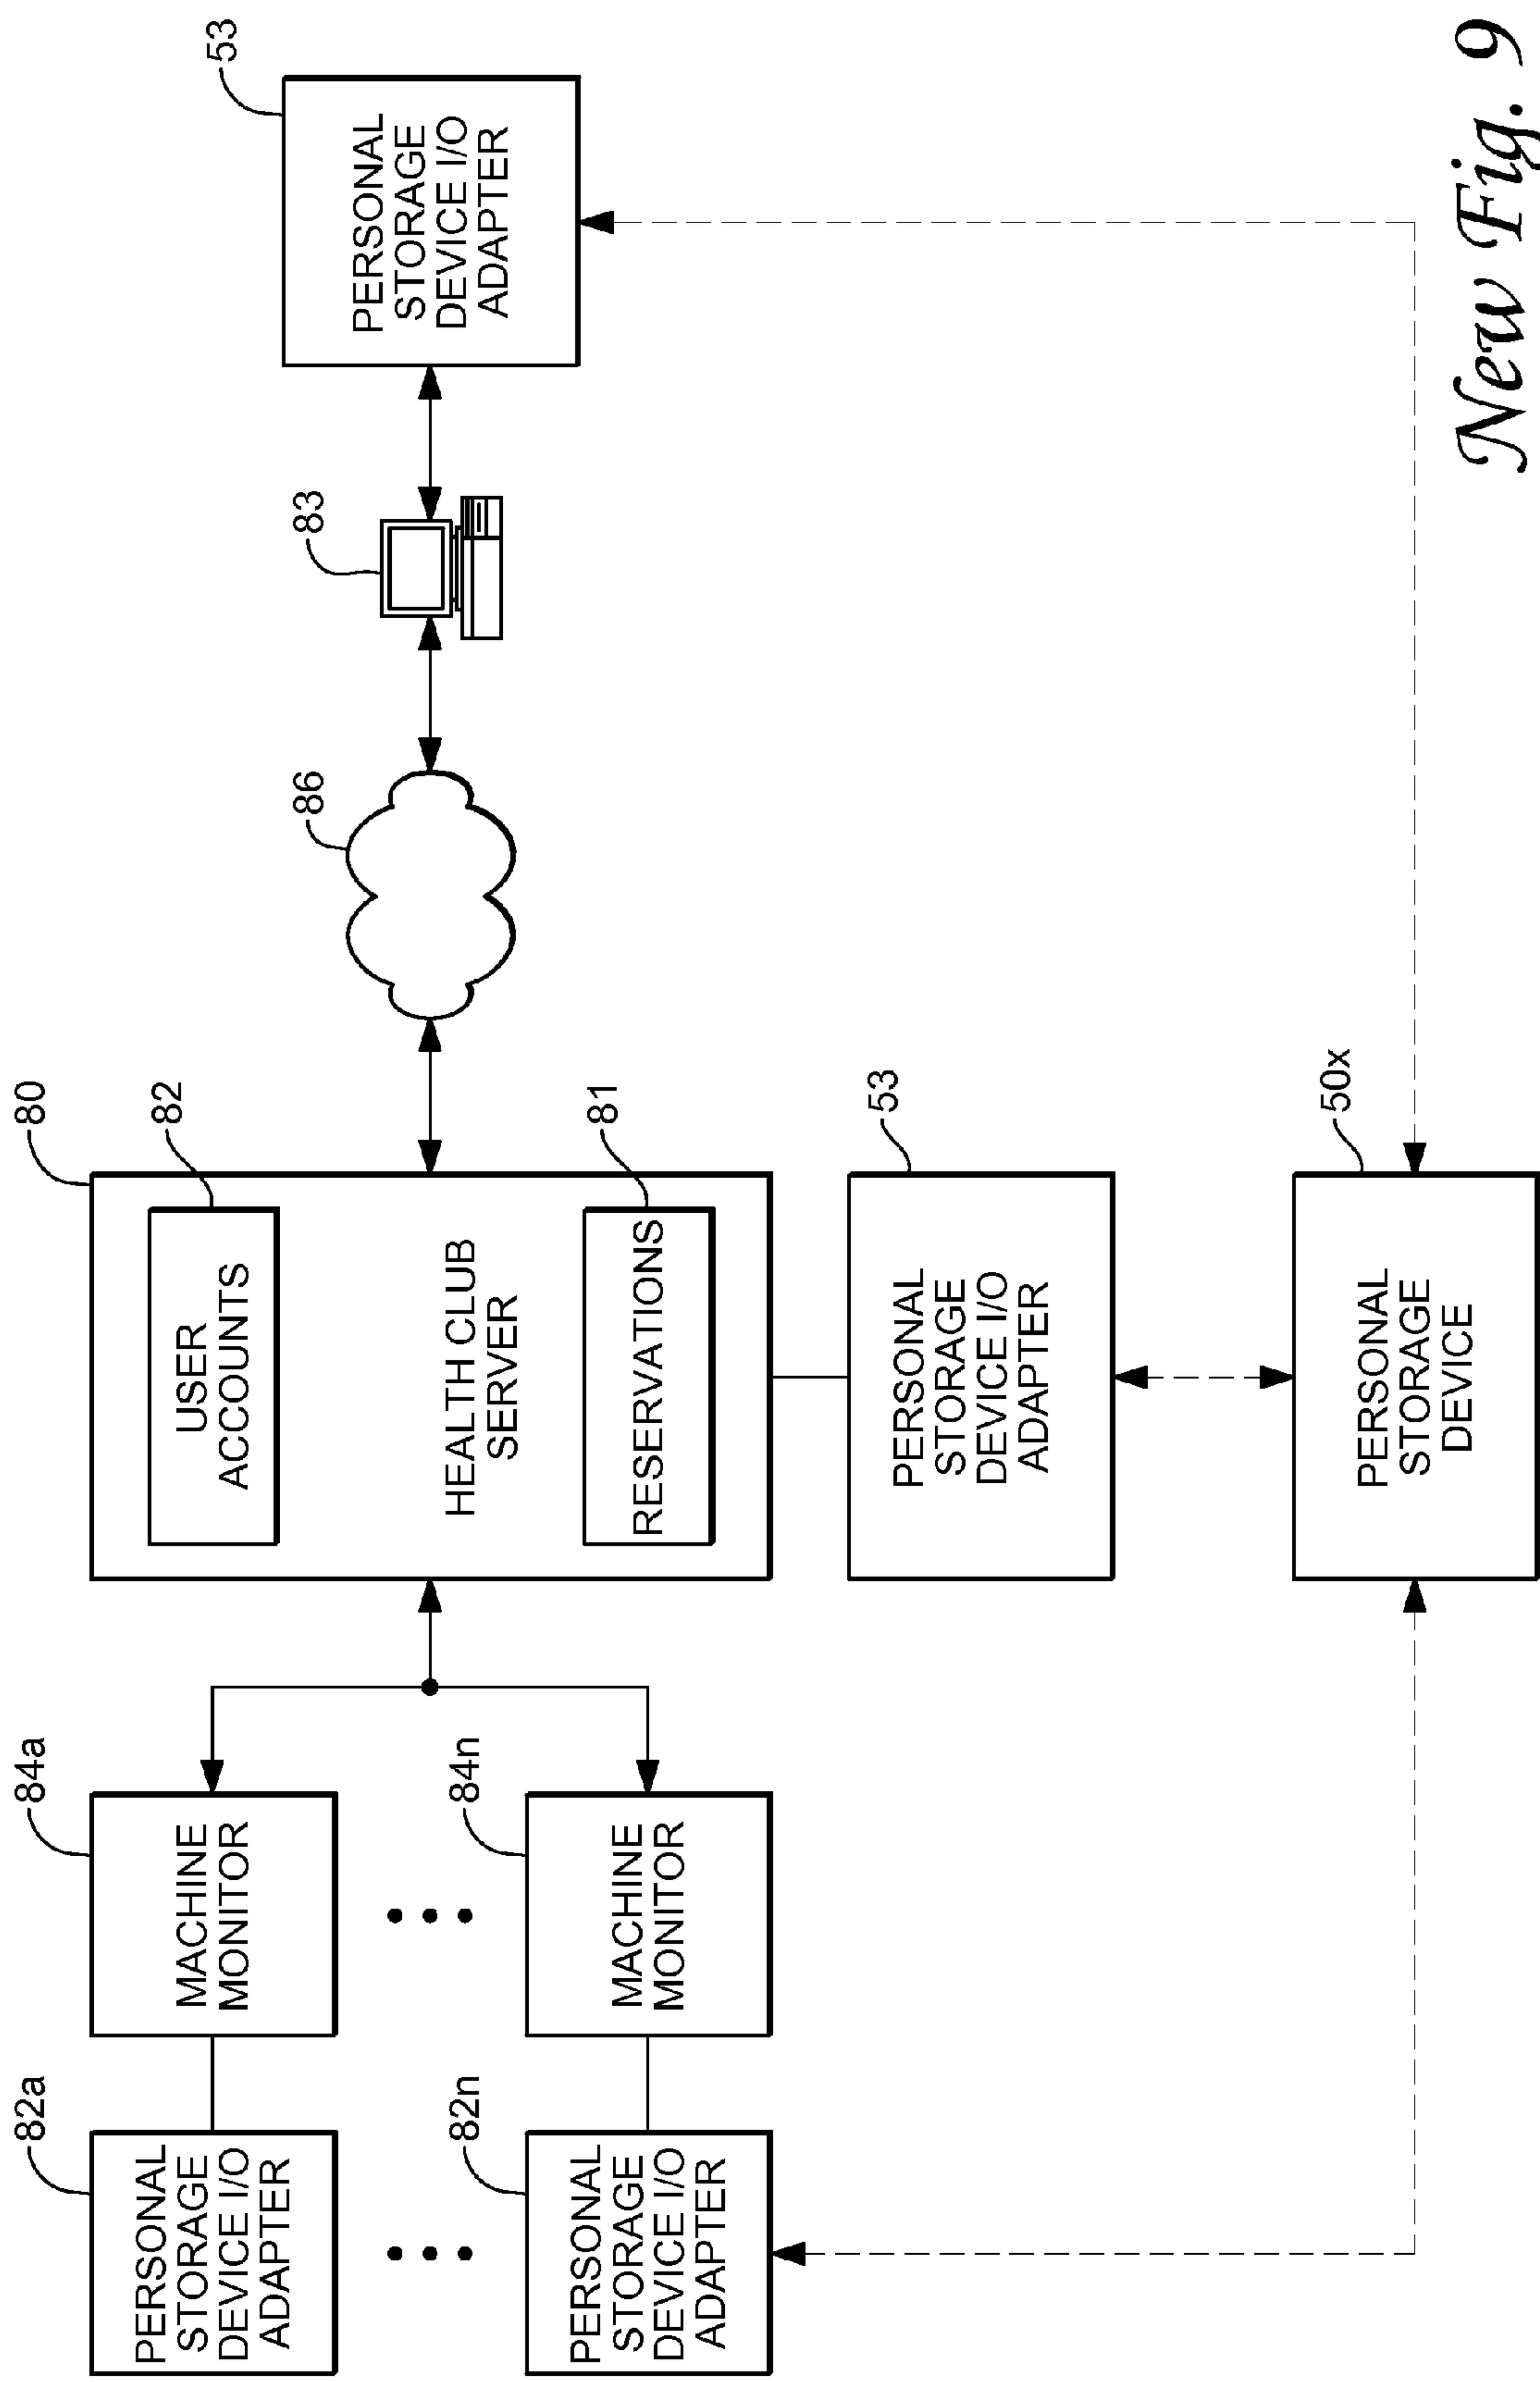 82a
PERSONAL
STORAGE
DEVICE I/O
ADAPTER
84a
MACHINE
MONITOR
82n
PERSONAL
STORAGE
DEVICE I/O
ADAPTER
84n
MACHINE
MONITOR
80
82
USER
ACCOUNTS
HEALTH CLUB
SERVER
81
RESERVATIONS
86
83
53
PERSONAL
STORAGE
DEVICE I/O
ADAPTER
53
PERSONAL
STORAGE
DEVICE I/O
ADAPTER
50x
PERSONAL
STORAGE
DEVICE
New Fig. 9